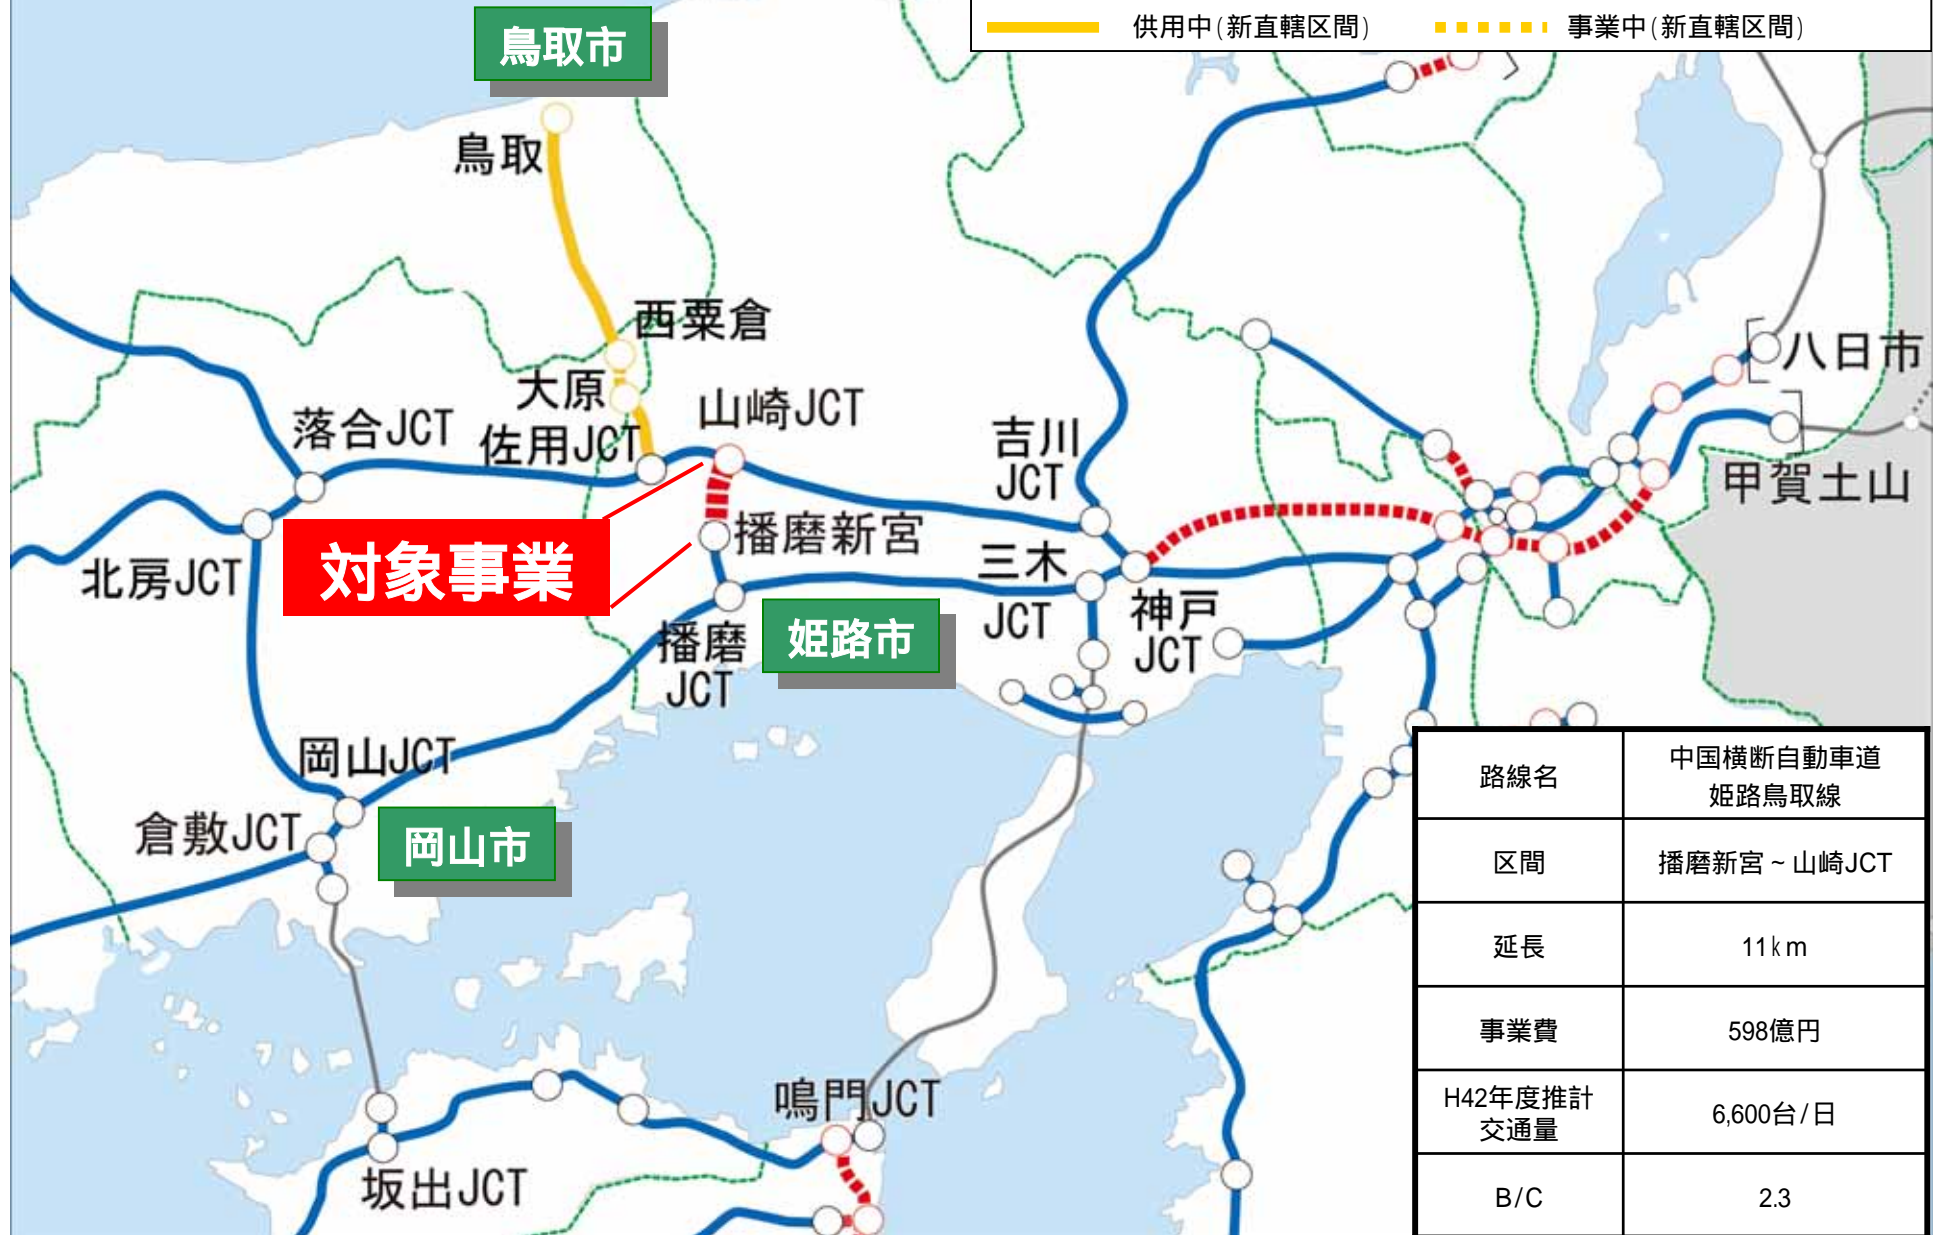 供用中(新直轄区間)
事業中(新直轄区間)
鳥取市
鳥取
西粟倉
大原
佐用JCT
山崎JCT
落合JCT
吉川
JCT
八日市
甲賀土山
北房JCT
対象事業
播磨新宮
三木
JCT
神戸
JCT
播磨
JCT
姫路市
岡山JCT
倉敷JCT
岡山市
鳴門JCT
坂出JCT
路線名
中国横断自動車道
姫路鳥取線
区間
播磨新宮~山崎JCT
延長
11km
事業費
598億円
H42年度推計
交通量
6,600台/日
B/C
2.3